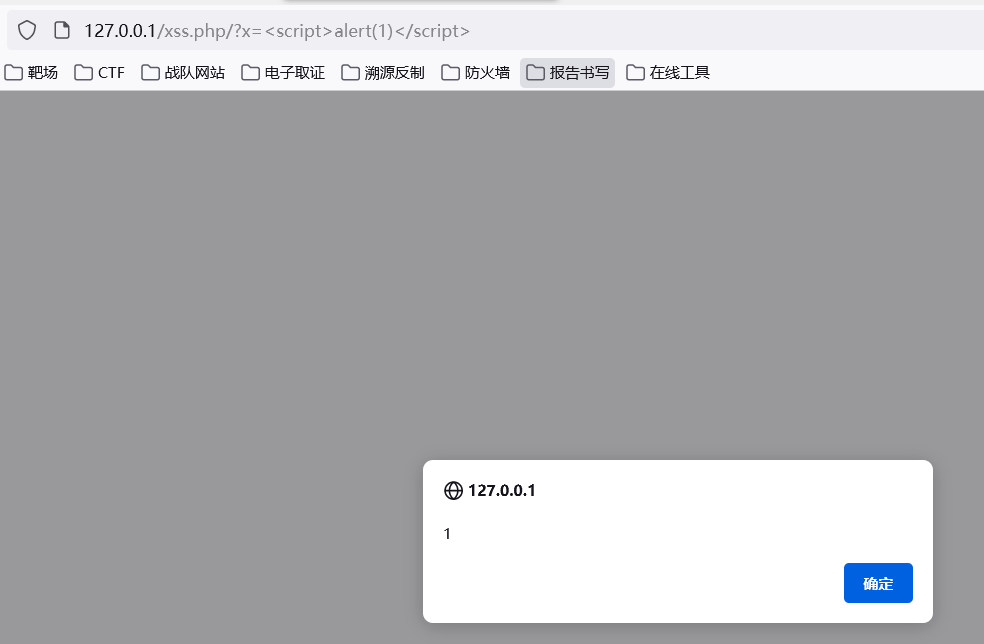 127.0.0.1/xss.php/?x=<script>alert(1)</script>
靶场 CTF 战队网站 电子取证 溯源反制 防火墙 报告书写 在线工具
127.0.0.1
1
确定